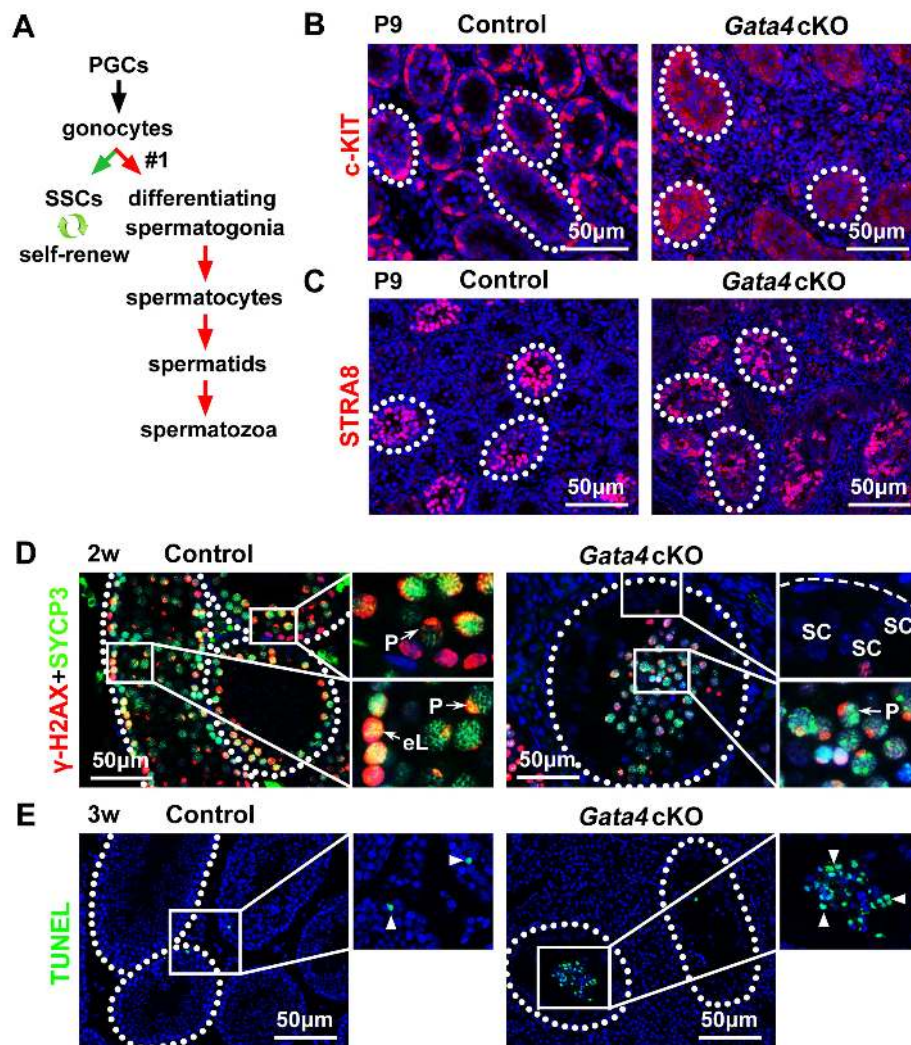 A
PGCs
gonocytes
#1
SSCs differentiating
spermatogonia
self-renew
spermatocytes
spermatids
spermatozoa
B P9 Control Gata4 cKO
c-KIT
50µm 50µm
C P9 Control Gata4 cKO
STRA8
50µm 50µm
D 2w Control Gata4 cKO
γ-H2AX+SYCP3
P
SC SC
SC
P
eL
P
50µm 50µm
E 3w Control Gata4 cKO
TUNEL
50µm 50µm